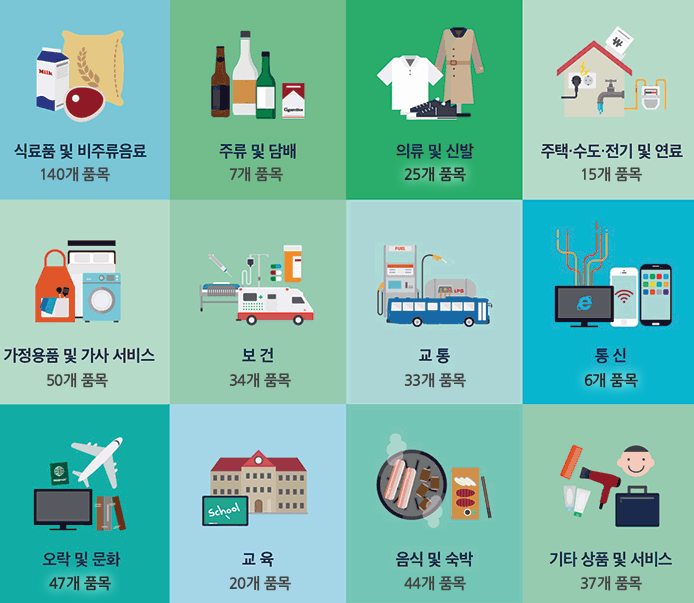 Milk
Cigarette
₩
식료품 및 비주류음료
140개 품목
주류 및 담배
7개 품목
의류 및 신발
25개 품목
주택·수도·전기 및 연료
15개 품목
FUEL
LPG
가정용품 및 가사 서비스
50개 품목
보 건
34개 품목
교 통
33개 품목
통 신
6개 품목
School
오락 및 문화
47개 품목
교 육
20개 품목
음식 및 숙박
44개 품목
기타 상품 및 서비스
37개 품목